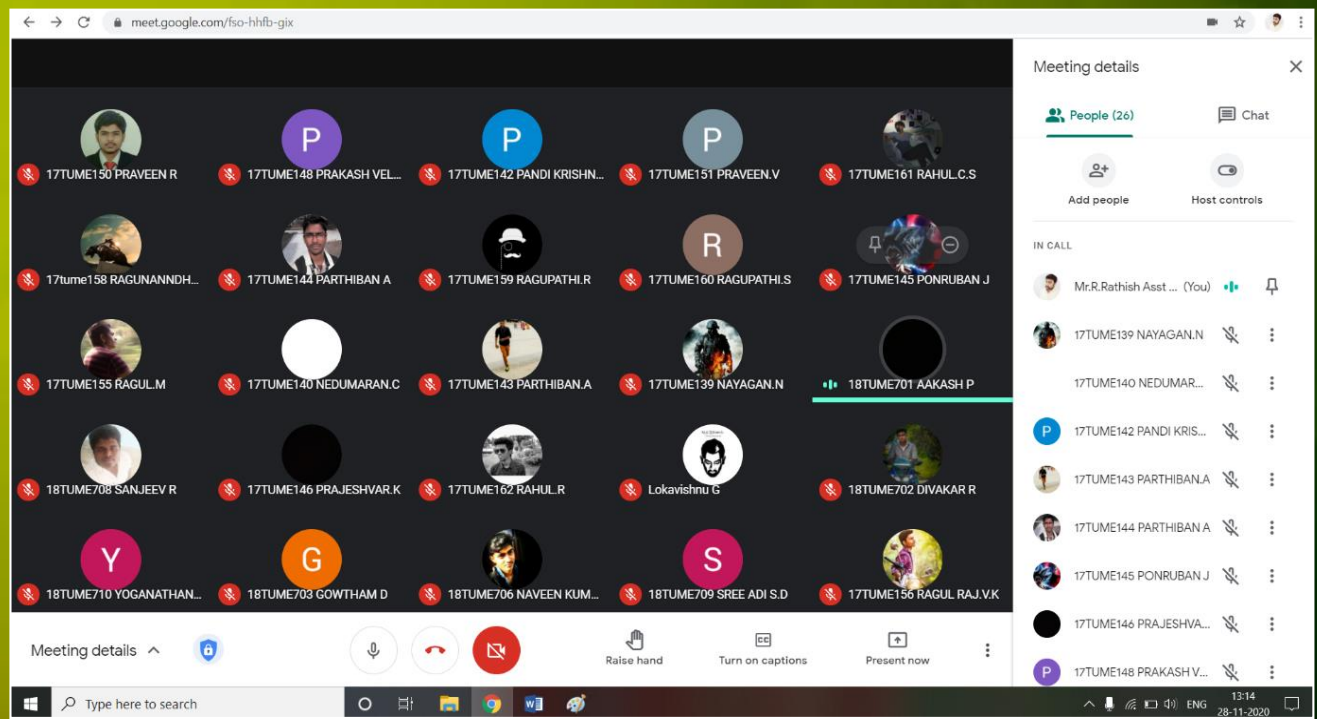 meet.google.com/fso-hhfb-gix
Meeting details
People (26)
Chat
Add people
Host controls
IN CALL
Mr.R.Rathish Asst ... (You)
17TUME139 NAYAGAN.N
17TUME140 NEDUMAR...
P 17TUME142 PANDI KRIS...
17TUME143 PARTHIBAN.A
17TUME144 PARTHIBAN A
17TUME145 PONRUBAN J
17TUME146 PRAJESHVA...
P 17TUME148 PRAKASH V...
P P P
17TUME150 PRAVEEN R 17TUME148 PRAKASH VEL... 17TUME142 PANDI KRISHN... 17TUME151 PRAVEEN.V 17TUME161 RAHUL.C.S
R
17tume158 RAGUNANNDH... 17TUME144 PARTHIBAN A 17TUME159 RAGUPATHI.R 17TUME160 RAGUPATHI.S 17TUME145 PONRUBAN J
17TUME155 RAGUL.M 17TUME140 NEDUMARAN.C 17TUME143 PARTHIBAN.A 17TUME139 NAYAGAN.N 18TUME701 AAKASH P
18TUME708 SANJEEV R 17TUME146 PRAJESHVAR.K 17TUME162 RAHUL.R Lokavishnu G 18TUME702 DIVAKAR R
Y G S
18TUME710 YOGANATHAN... 18TUME703 GOWTHAM D 18TUME706 NAVEEN KUM... 18TUME709 SREE ADI S.D 17TUME156 RAGUL RAJ.V.K
Meeting details
Raise hand
CC
Turn on captions
Present now
Type here to search
ENG
13:14
28-11-2020